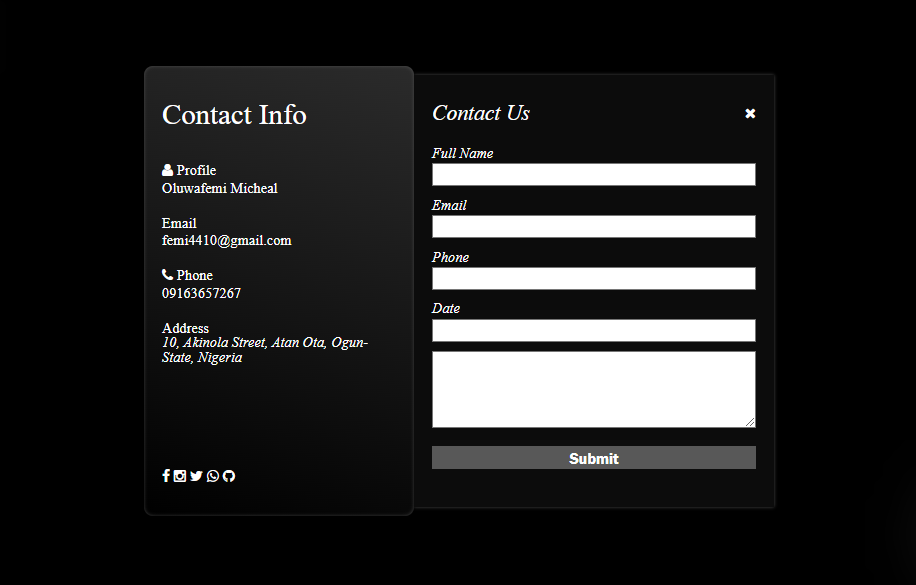 Contact Info
Profile
Oluwafemi Micheal
Email
femi4410@gmail.com
Phone
09163657267
Address
10, Akinola Street, Atan Ota, Ogun-
State, Nigeria
Contact Us
Full Name
Email
Phone
Date
Submit